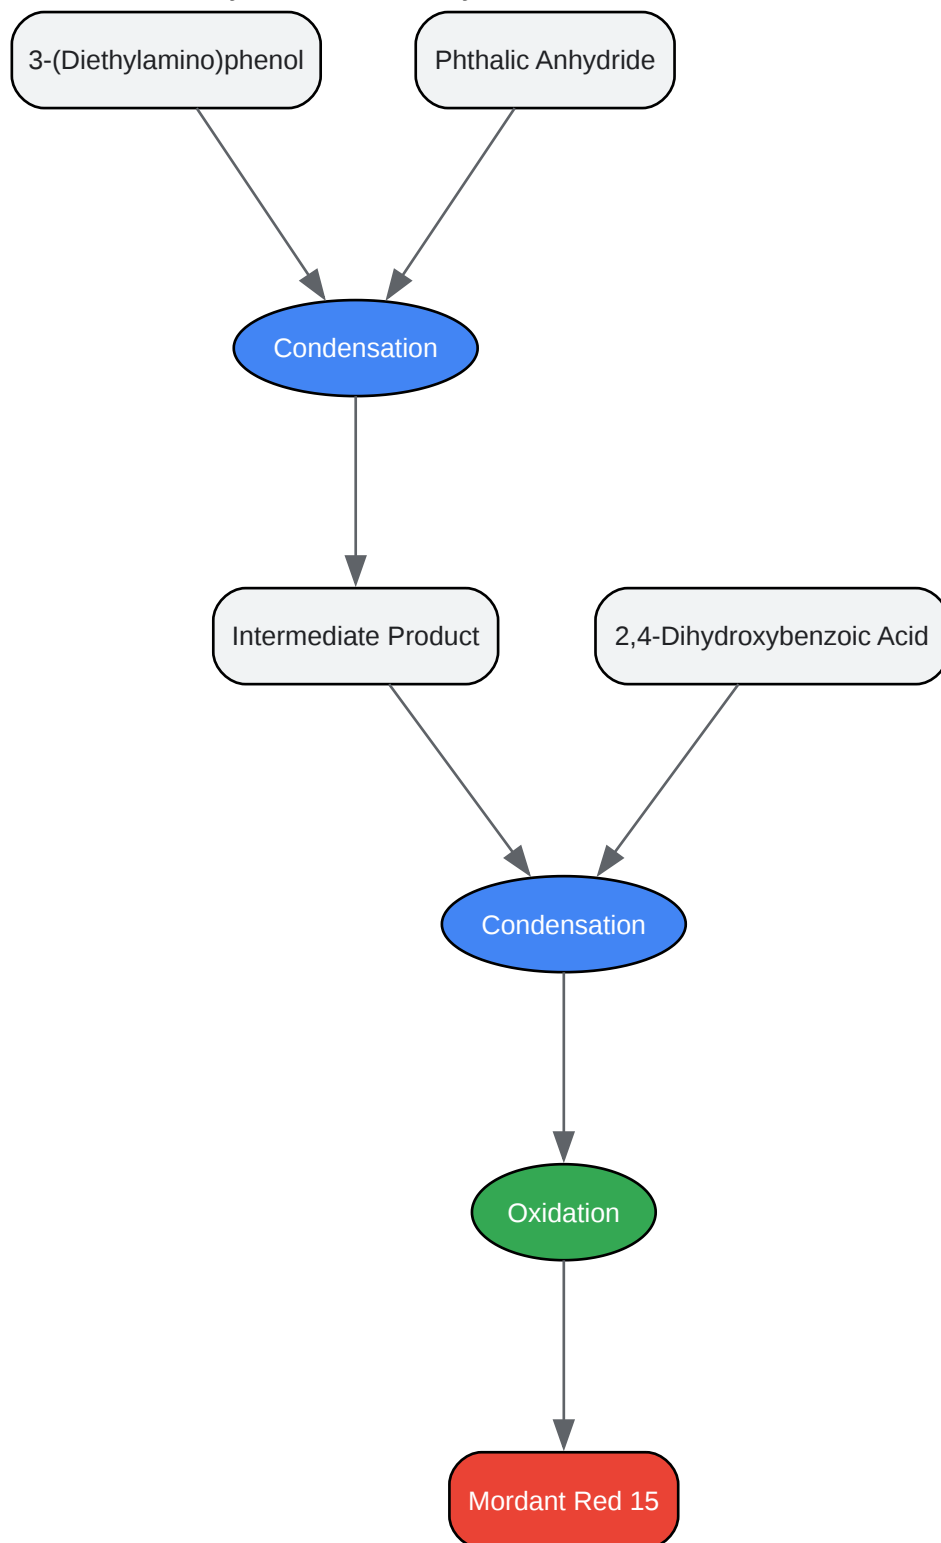 3-(Diethylamino)phenol
Phthalic Anhydride
Condensation
Intermediate Product
2,4-Dihydroxybenzoic Acid
Condensation
Oxidation
Mordant Red 15